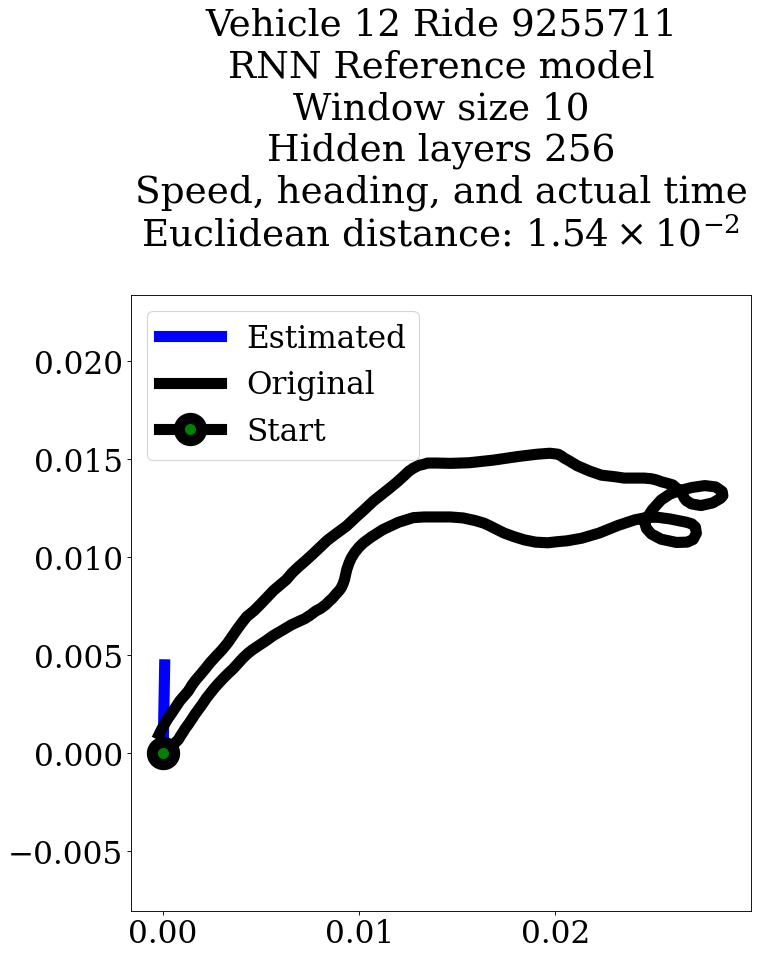 Vehicle 12 Ride 9255711
RNN Reference model
Window size 10
Hidden layers 256
Speed, heading, and actual time
Euclidean distance: 1.54 × 10⁻²
Estimated
Original
Start
0.020
0.015
0.010
0.005
0.000
−0.005
0.00 0.01 0.02